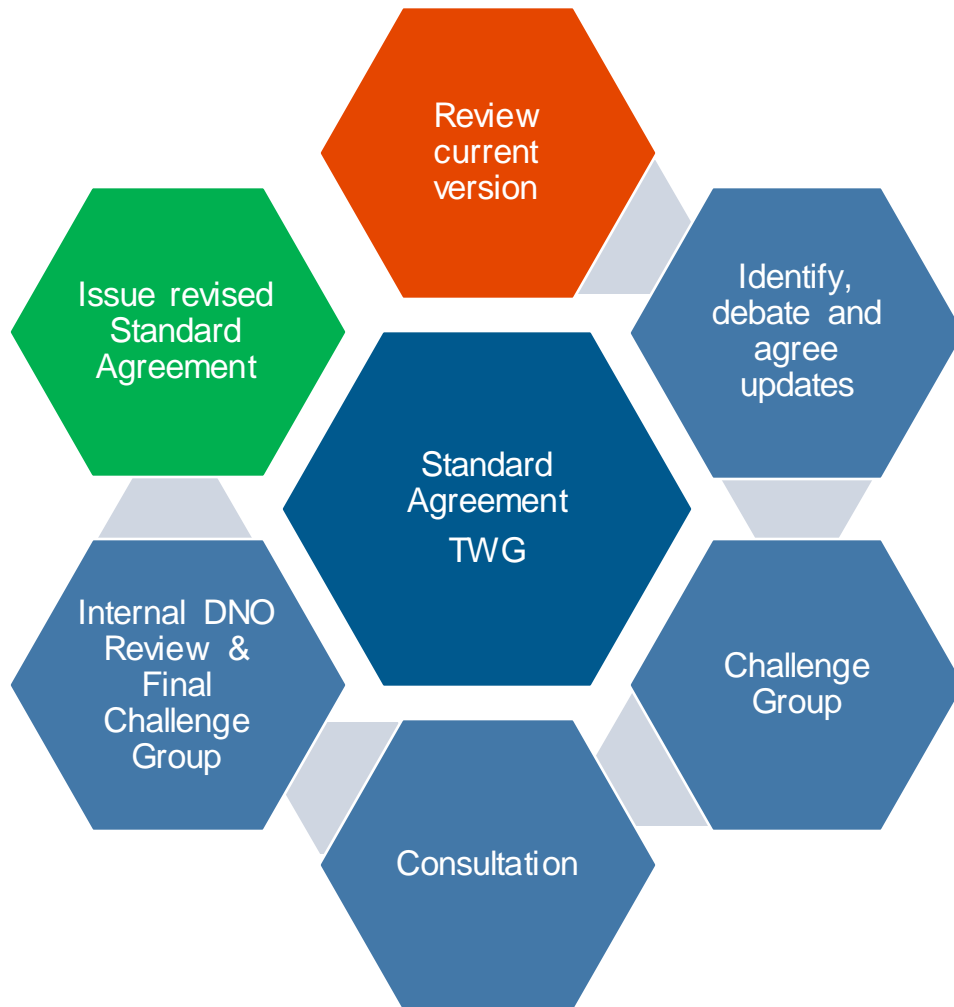 Review
current
version
Identify,
debate and
agree
updates
Challenge
Group
Consultation
Internal DNO
Review &
Final
Challenge
Group
Issue revised
Standard
Agreement
Standard
Agreement
TWG